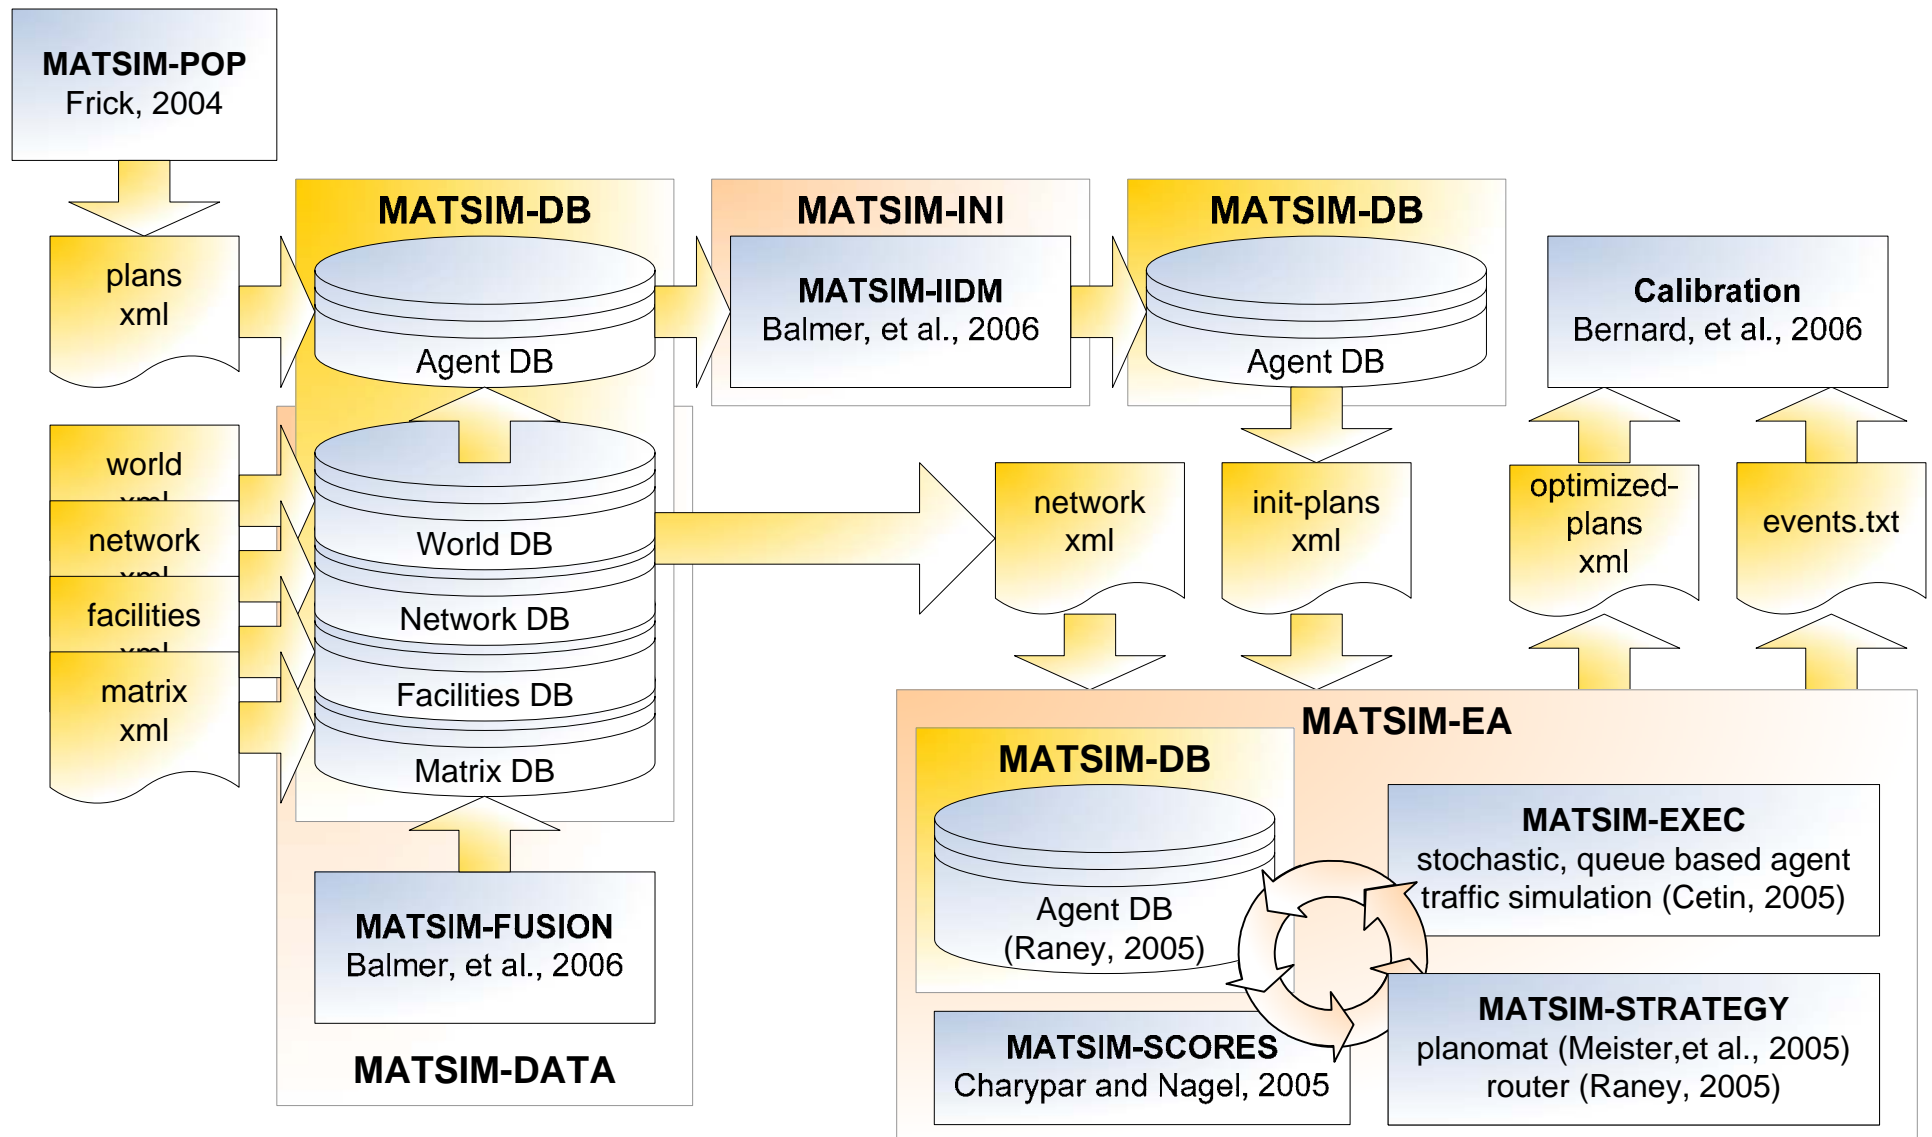 MATSIM-POP
Frick, 2004
plans
xml
MATSIM-DB
Agent DB
MATSIM-INI
MATSIM-IIDM
Balmer, et al., 2006
MATSIM-DB
Agent DB
Calibration
Bernard, et al., 2006
world
xml
network
xml
facilities
xml
matrix
xml
World DB
Network DB
Facilities DB
Matrix DB
network
xml
init-plans
xml
optimized-
plans
xml
events.txt
MATSIM-FUSION
Balmer, et al., 2006
MATSIM-DATA
MATSIM-EA
MATSIM-DB
Agent DB
(Raney, 2005)
MATSIM-EXEC
stochastic, queue based agent
traffic simulation (Cetin, 2005)
MATSIM-SCORES
Charypar and Nagel, 2005
MATSIM-STRATEGY
planomat (Meister,et al., 2005)
router (Raney, 2005)